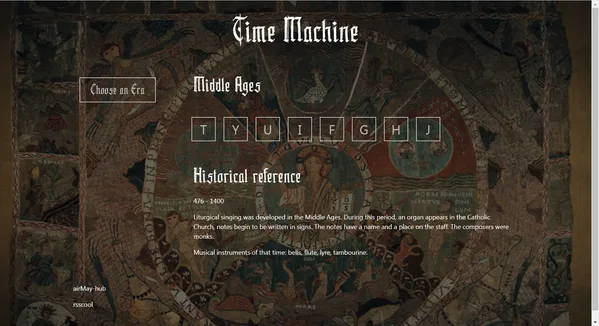 Time Machine
Choose an Era
Middle Ages
T Y U I F G H J
Historical reference
476 - 1400
Liturgical singing was developed in the Middle Ages. During this period, an organ appears in the Catholic
Church, notes begin to be written in signs. The notes have a name and a place on the staff. The composers were
monks.
Musical instruments of that time: bells, flute, lyre, tambourine.
airMay-hub
rsscool